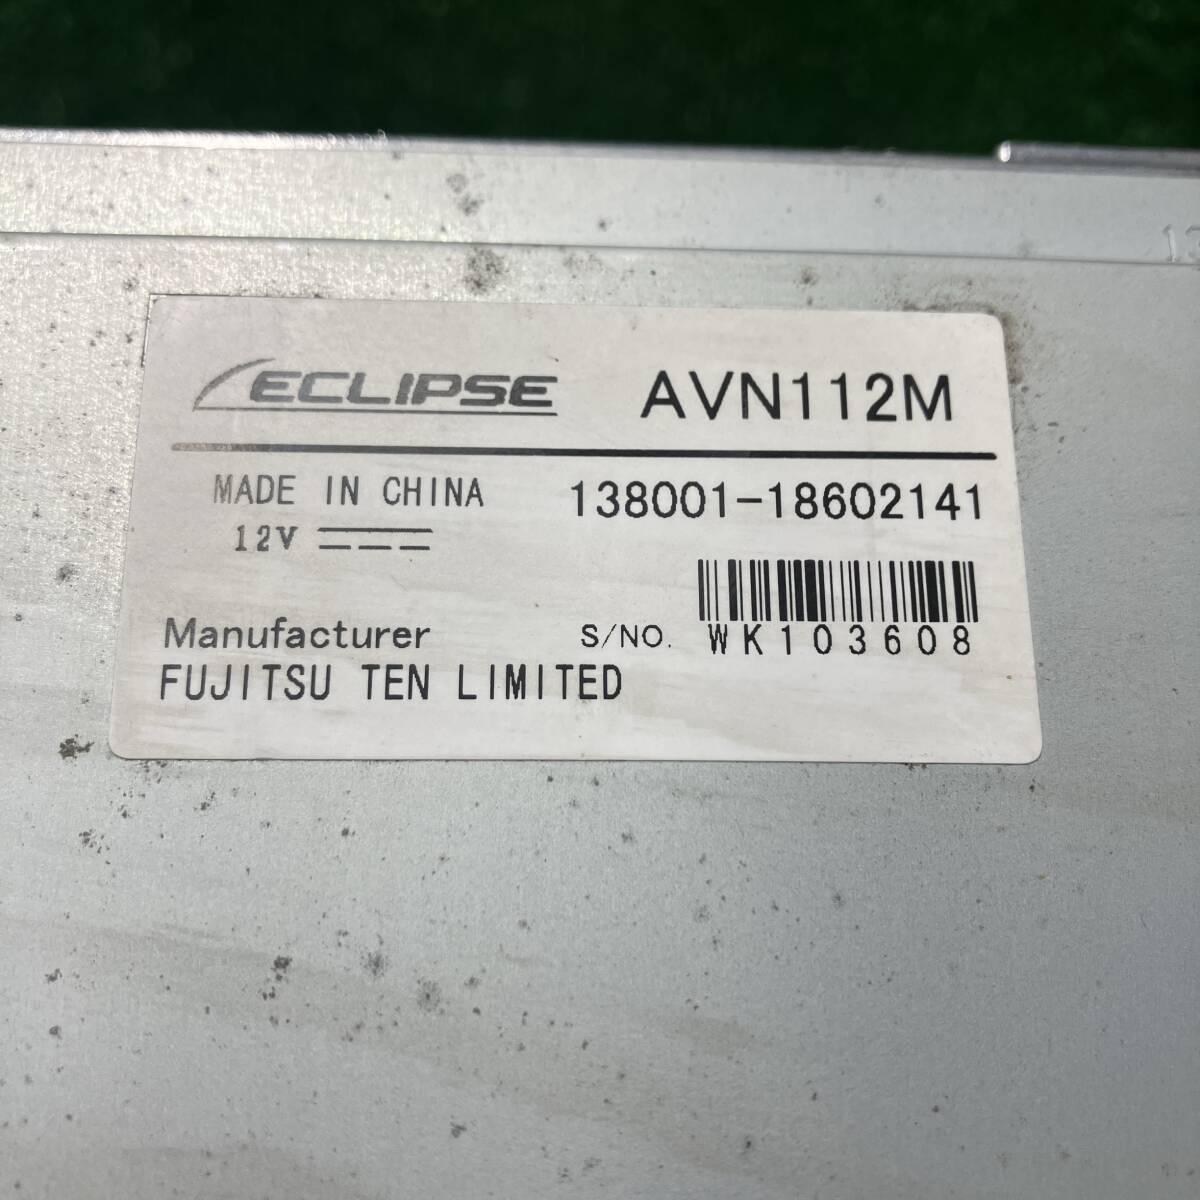 ECLIPSE AVN112M
MADE IN CHINA 138001-18602141
12V
Manufacturer S/NO. WK103608
FUJITSU TEN LIMITED